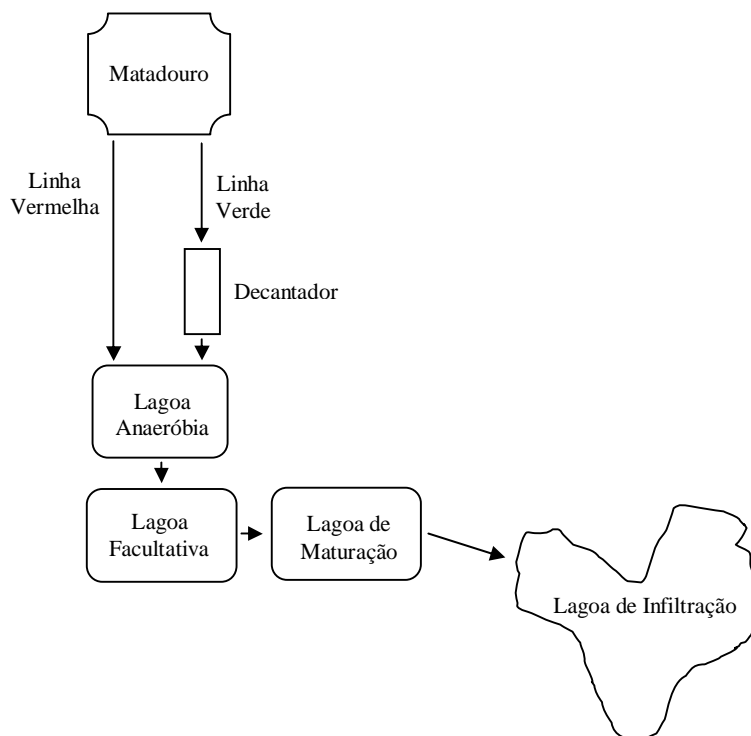 Matadouro
Linha
Vermelha
Linha
Verde
Decantador
Lagoa
Anaeróbia
Lagoa
Facultativa
Lagoa de
Maturação
Lagoa de Infiltração